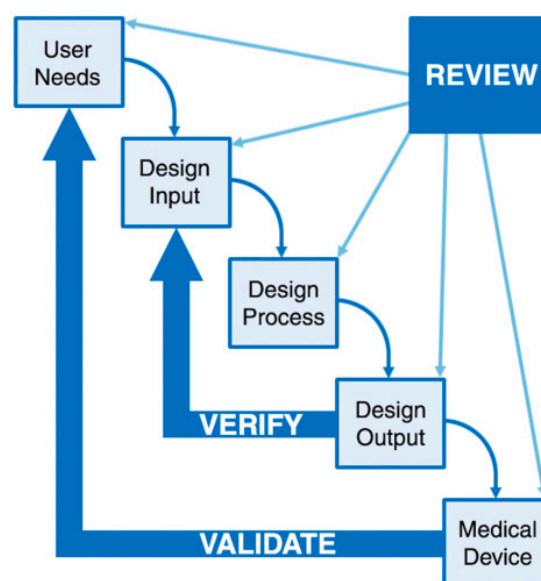 User
Needs
REVIEW
Design
Input
Design
Process
Design
Output
VERIFY
Medical
Device
VALIDATE